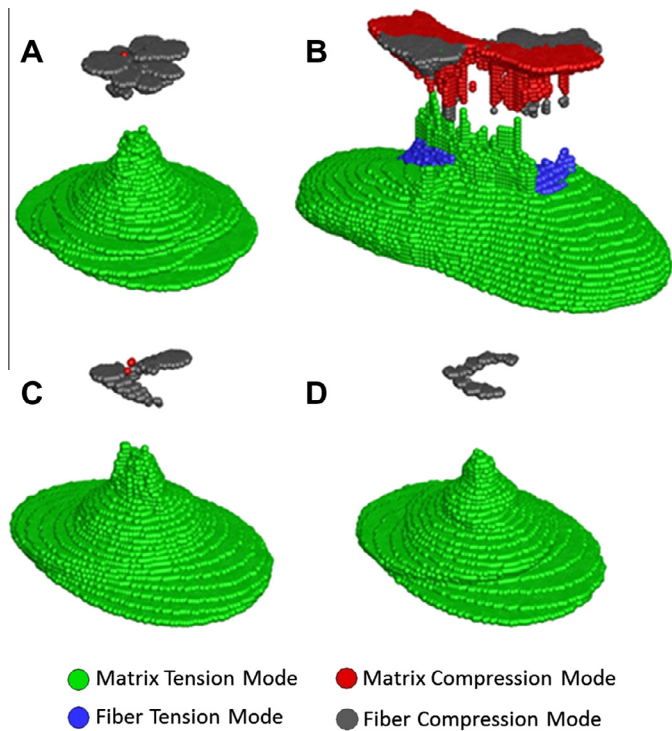 A
B
C
D
Matrix Tension Mode
Matrix Compression Mode
Fiber Tension Mode
Fiber Compression Mode